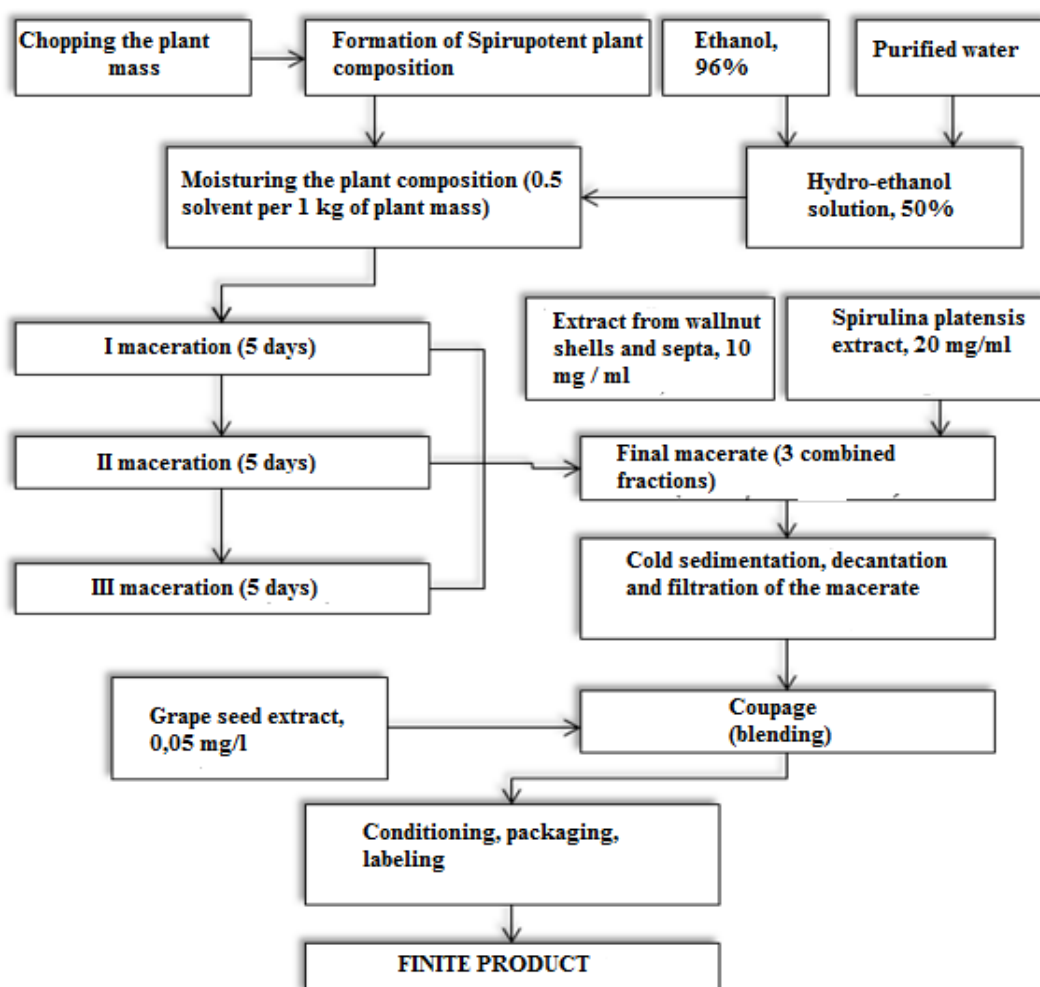 Chopping the plant
mass
Formation of Spirupotent plant
composition
Ethanol,
96%
Purified water
Moisturing the plant composition (0.5
solvent per 1 kg of plant mass)
Hydro-ethanol
solution, 50%
I maceration (5 days)
Extract from wallnut
shells and septa, 10
mg / ml
Spirulina platensis
extract, 20 mg/ml
II maceration (5 days)
Final macerate (3 combined
fractions)
III maceration (5 days)
Cold sedimentation, decantation
and filtration of the macerate
Grape seed extract,
0,05 mg/l
Coupage
(blending)
Conditioning, packaging,
labeling
FINITE PRODUCT